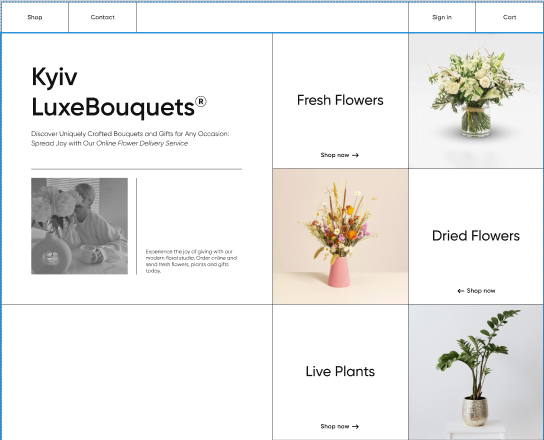 Shop
Contact
Sign in
Cart
Kyiv
LuxeBouquets®
Discover Uniquely Crafted Bouquets and Gifts for Any Occasion:
Spread Joy with Our Online Flower Delivery Service
Experience the joy of giving with our
modern floral studio. Order online and
send fresh flowers, plants and gifts
today.
Fresh Flowers
Shop now →
Dried Flowers
← Shop now
Live Plants
Shop now →